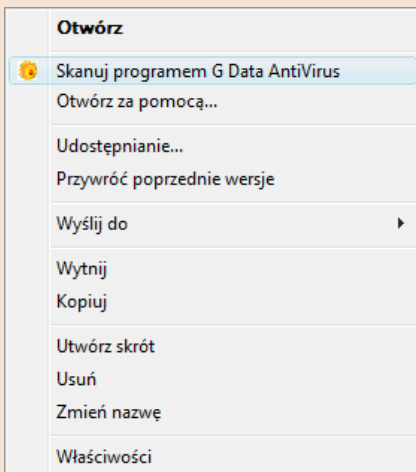 Otwórz
Skanuj programem G Data AntiVirus
Otwórz za pomocą...
Udostępnianie...
Przywróć poprzednie wersje
Wyślij do
Wytnij
Kopiuj
Utwórz skrót
Usuń
Zmień nazwę
Właściwości